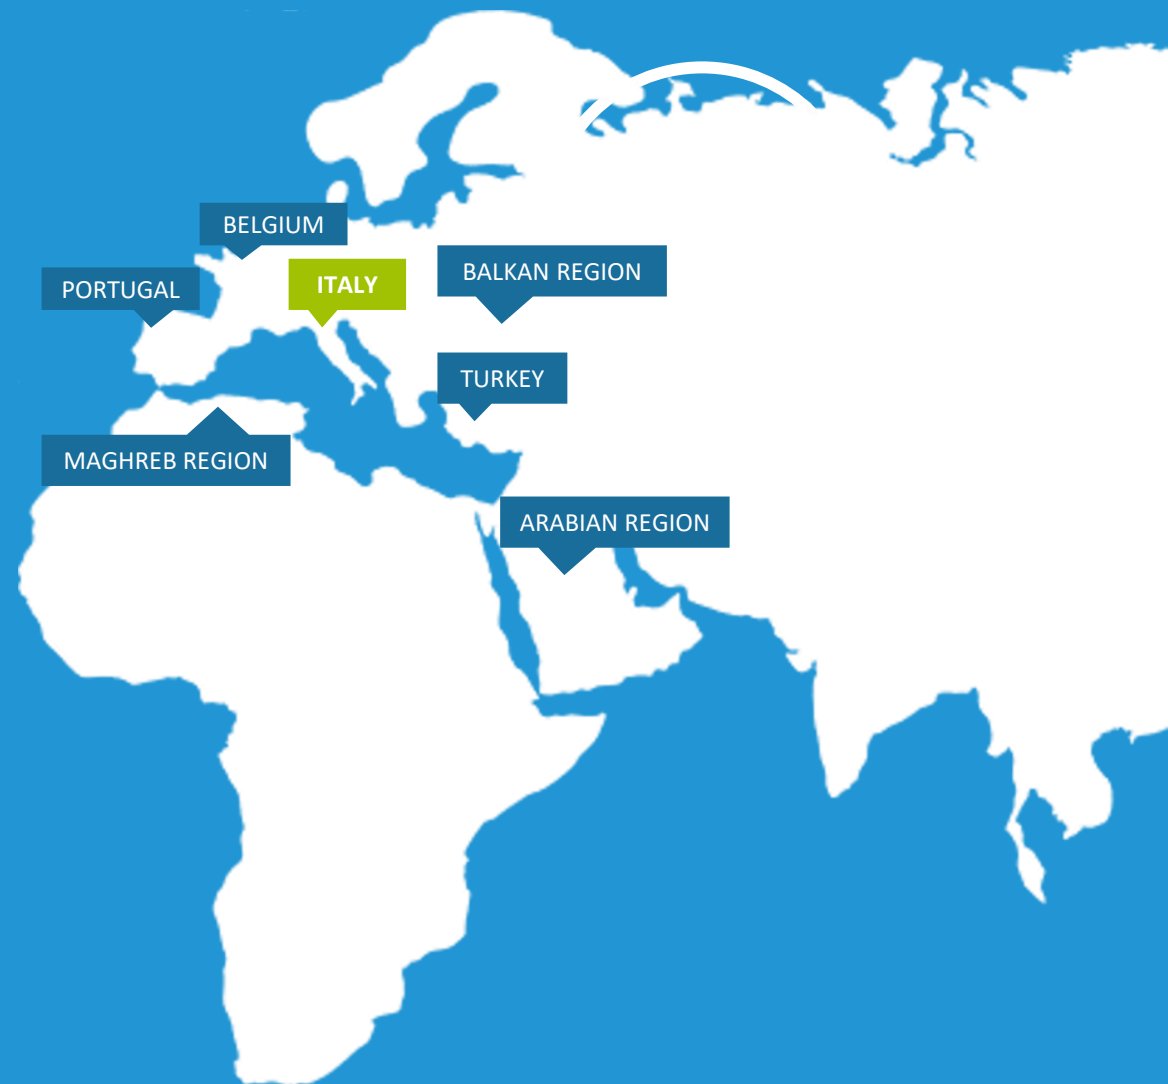 BELGIUM
PORTUGAL
ITALY
BALKAN REGION
TURKEY
MAGHREB REGION
ARABIAN REGION